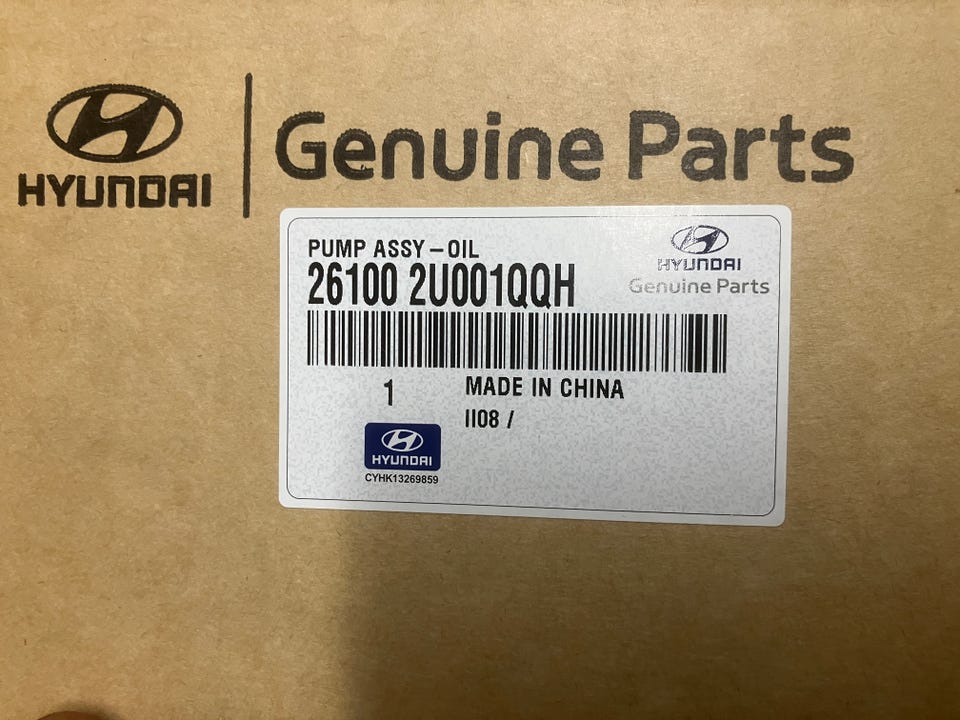 HYUNDAI
Genuine Parts
PUMP ASSY-OIL
26100 2U001QQH
HYUNDAI
Genuine Parts
1
MADE IN CHINA
II08 /
HYUNDAI
CYHK13269859